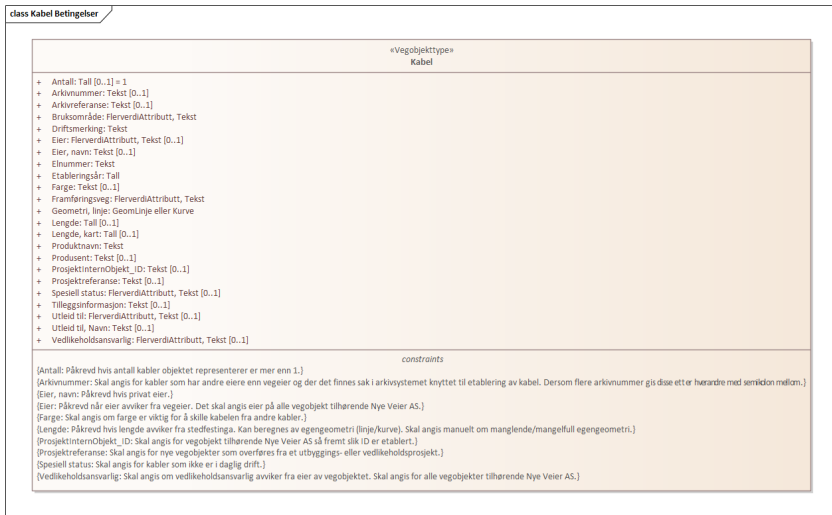 class Kabel Betingelser
«Vegobjekttype»
Kabel
+ Antall: Tall [0..1] = 1
+ Arkivnummer: Tekst [0..1]
+ Arkivreferanse: Tekst [0..1]
+ Bruksområde: FlerverdiAttributt, Tekst
+ Driftsmerking: Tekst
+ Eier: FlerverdiAttributt, Tekst [0..1]
+ Eier, navn: Tekst [0..1]
+ Elnummer: Tekst
+ Etableringsår: Tall
+ Farge: Tekst [0..1]
+ Framføringsveg: FlerverdiAttributt, Tekst
+ Geometri, linje: GeomLinje eller Kurve
+ Lengde: Tall [0..1]
+ Lengde, kart: Tall [0..1]
+ Produktnavn: Tekst
+ Produsent: Tekst [0..1]
+ ProsjektInternObjekt_ID: Tekst [0..1]
+ Prosjektreferanse: Tekst [0..1]
+ Spesiell status: FlerverdiAttributt, Tekst [0..1]
+ Tilleggsinformasjon: Tekst [0..1]
+ Utleid til: FlerverdiAttributt, Tekst [0..1]
+ Utleid til, Navn: Tekst [0..1]
+ Vedlikeholdsansvarlig: FlerverdiAttributt, Tekst [0..1]
constraints
{Antall: Påkrevd hvis antall kabler objektet representerer er mer enn 1.}
{Arkivnummer: Skal angis for kabler som har andre eiere enn vegeier og der det finnes sak i arkivsystemet knyttet til etablering av kabel. Dersom flere arkivnummer gis disse etter hverandre med semikolon mellom.}
{Eier, navn: Påkrevd hvis privat eier.}
{Eier: Påkrevd når eier avviker fra vegeier. Det skal angis eier på alle vegobjekt tilhørende Nye Veier AS.}
{Farge: Skal angis om farge er viktig for å skille kabelen fra andre kabler.}
{Lengde: Påkrevd hvis lengde avviker fra stedfestinga. Kan beregnes av egengeometri (linje/kurve). Skal angis manuelt om manglende/mangelfull egengeometri.}
{ProsjektInternObjekt_ID: Skal angis for vegobjekt tilhørende Nye Veier AS så fremt slik ID er etablert.}
{Prosjektreferanse: Skal angis for nye vegobjekter som overføres fra et utbyggings- eller vedlikeholdsprosjekt.}
{Spesiell status: Skal angis for kabler som ikke er i daglig drift.}
{Vedlikeholdsansvarlig: Skal angis om vedlikeholdsansvarlig avviker fra eier av vegobjektet. Skal angis for alle vegobjekter tilhørende Nye Veier AS.}